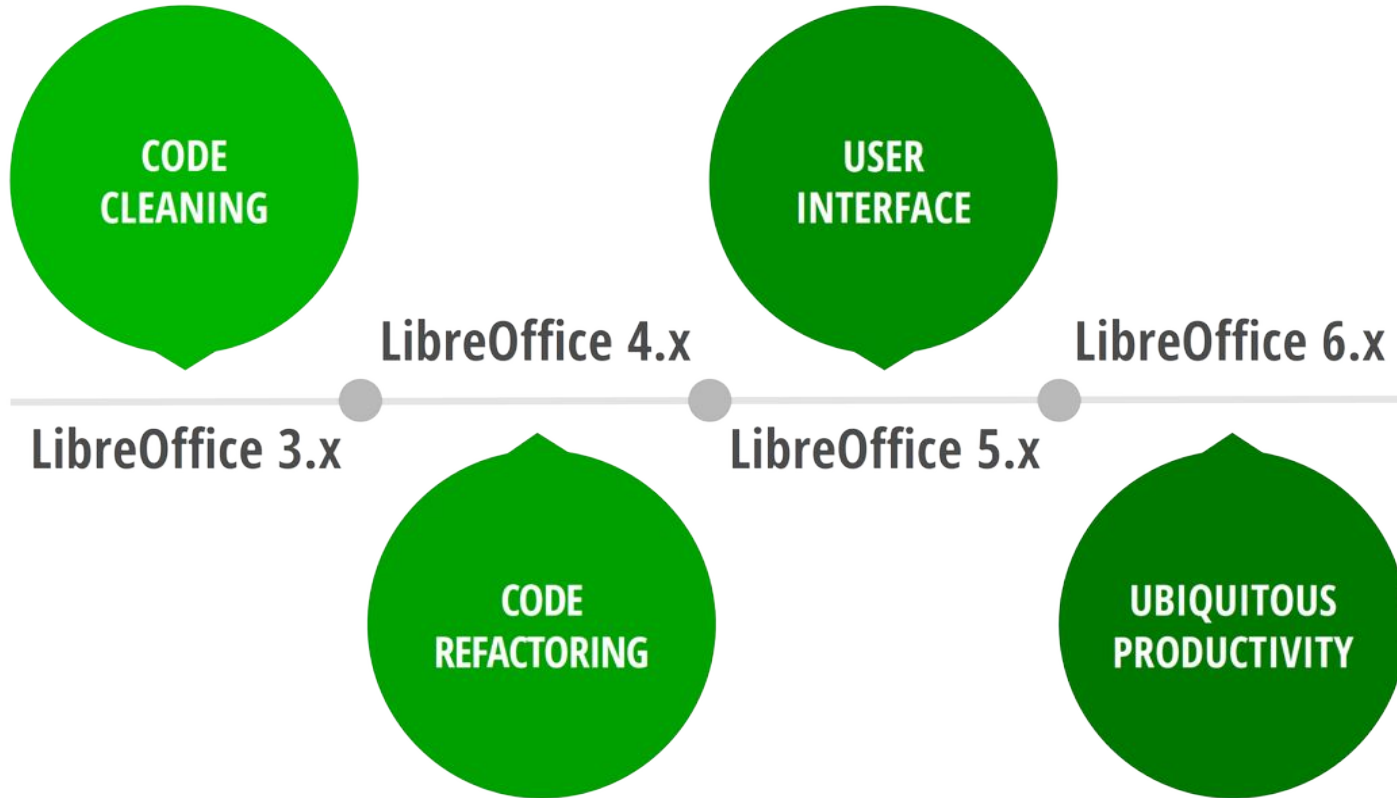 CODE
CLEANING
USER
INTERFACE
LibreOffice 4.x
LibreOffice 6.x
LibreOffice 3.x
LibreOffice 5.x
CODE
REFACTORING
UBIQUITOUS
PRODUCTIVITY